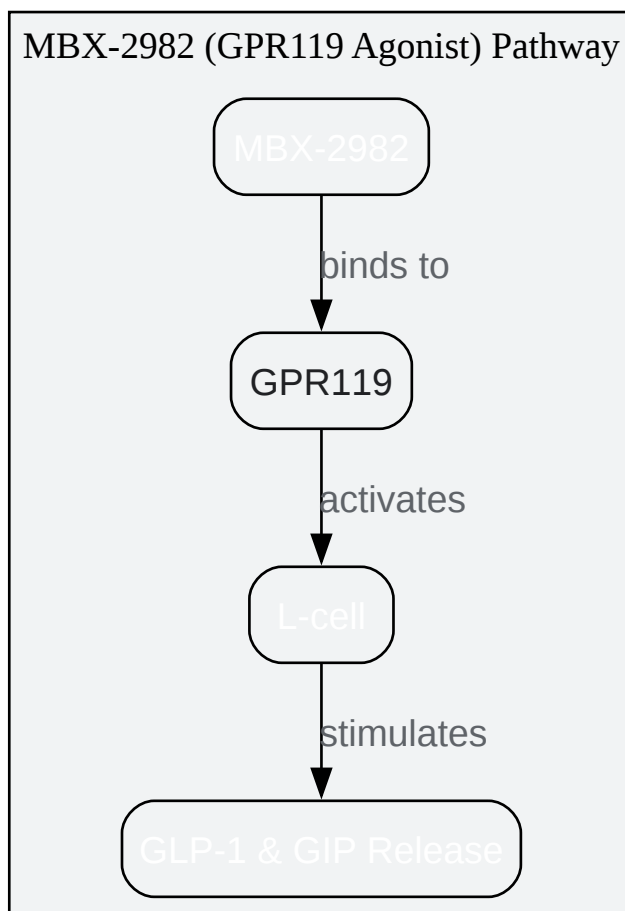 MBX-2982 (GPR119 Agonist) Pathway
MBX-2982
binds to
GPR119
activates
L-cell
stimulates
GLP-1 & GIP Release